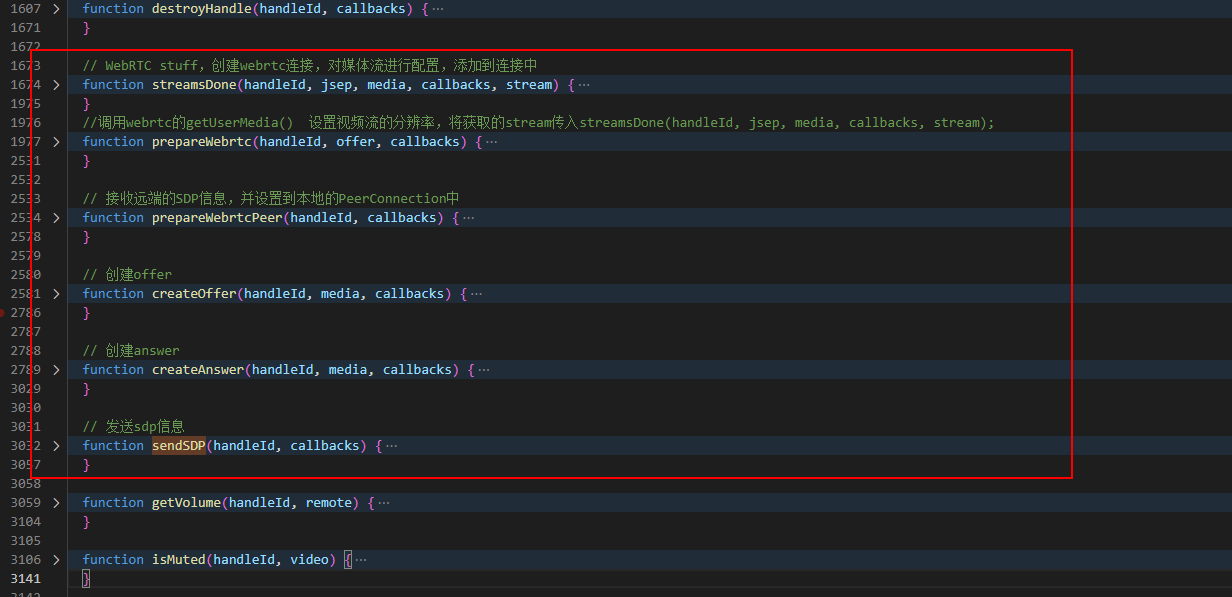 1607 > function destroyHandle(handleId, callbacks) {…
1671 }
1672
1673 // WebRTC stuff，创建webrtc连接，对媒体流进行配置，添加到连接中
1674 > function streamsDone(handleId, jsep, media, callbacks, stream) {…
1975 }
1976 //调用webrtc的getUserMedia()  设置视频流的分辨率，将获取的stream传入streamsDone(handleId, jsep, media, callbacks, stream);
1977 > function prepareWebrtc(handleId, offer, callbacks) {…
2531 }
2532
2533 // 接收远端的SDP信息，并设置到本地的PeerConnection中
2534 > function prepareWebrtcPeer(handleId, callbacks) {…
2578 }
2579
2580 // 创建offer
2581 > function createOffer(handleId, media, callbacks) {…
2786 }
2787
2788 // 创建answer
2789 > function createAnswer(handleId, media, callbacks) {…
3029 }
3030
3031 // 发送sdp信息
3032 > function sendSDP(handleId, callbacks) {…
3057 }
3058
3059 > function getVolume(handleId, remote) {…
3104 }
3105
3106 > function isMuted(handleId, video) {…
3141 }
3142